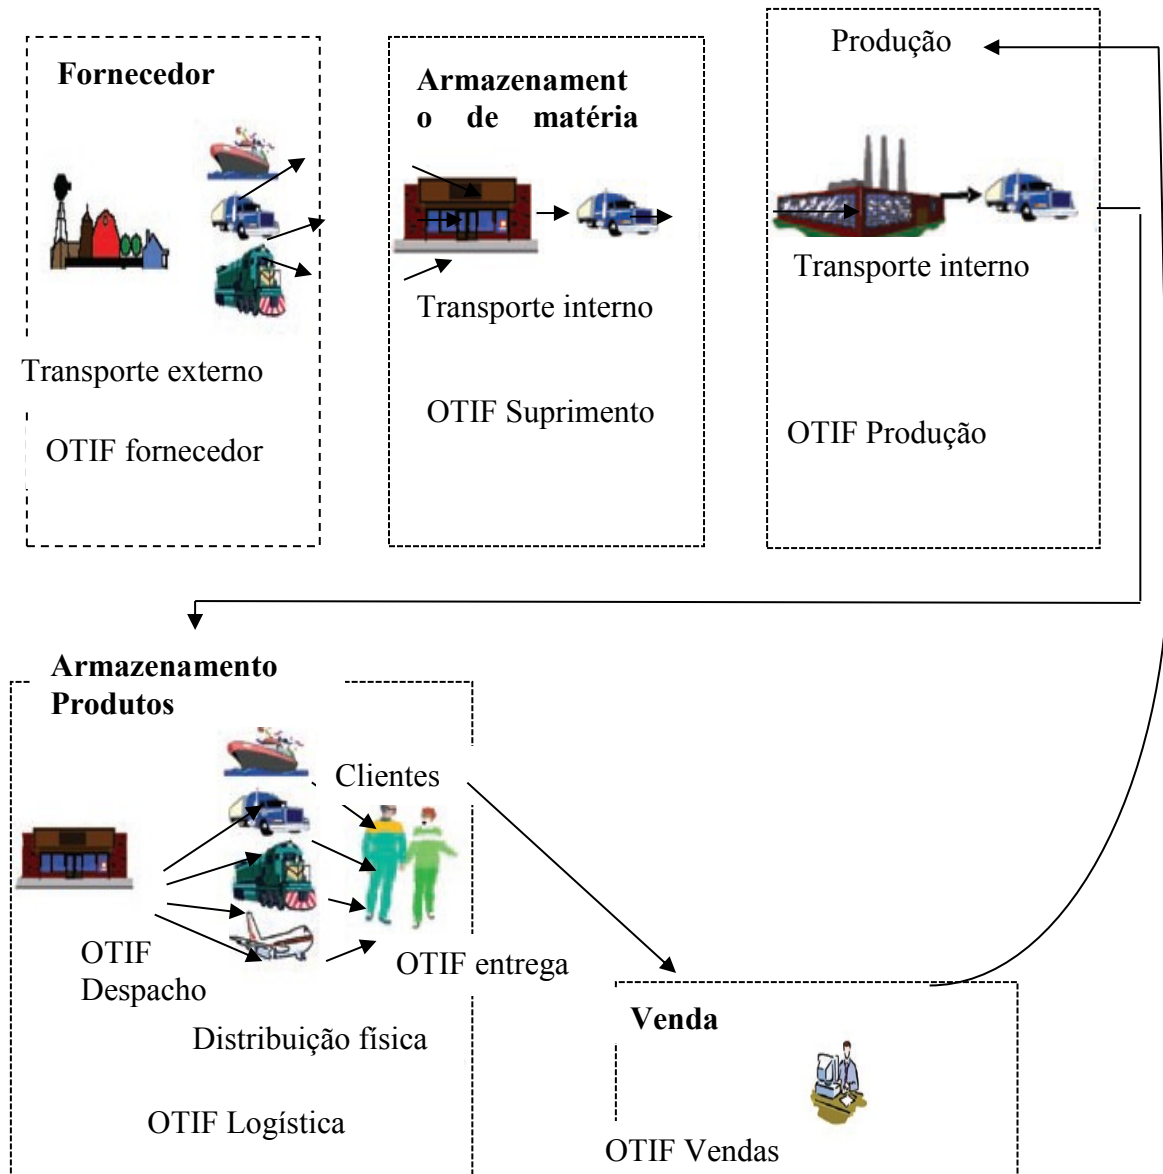 Fornecedor
Transporte externo
OTIF fornecedor
Armazenament
o de matéria
Transporte interno
OTIF Suprimento
Produção
Transporte interno
OTIF Produção
Armazenamento
Produtos
Clientes
OTIF
Despacho
OTIF entrega
Distribuição física
OTIF Logística
Venda
OTIF Vendas